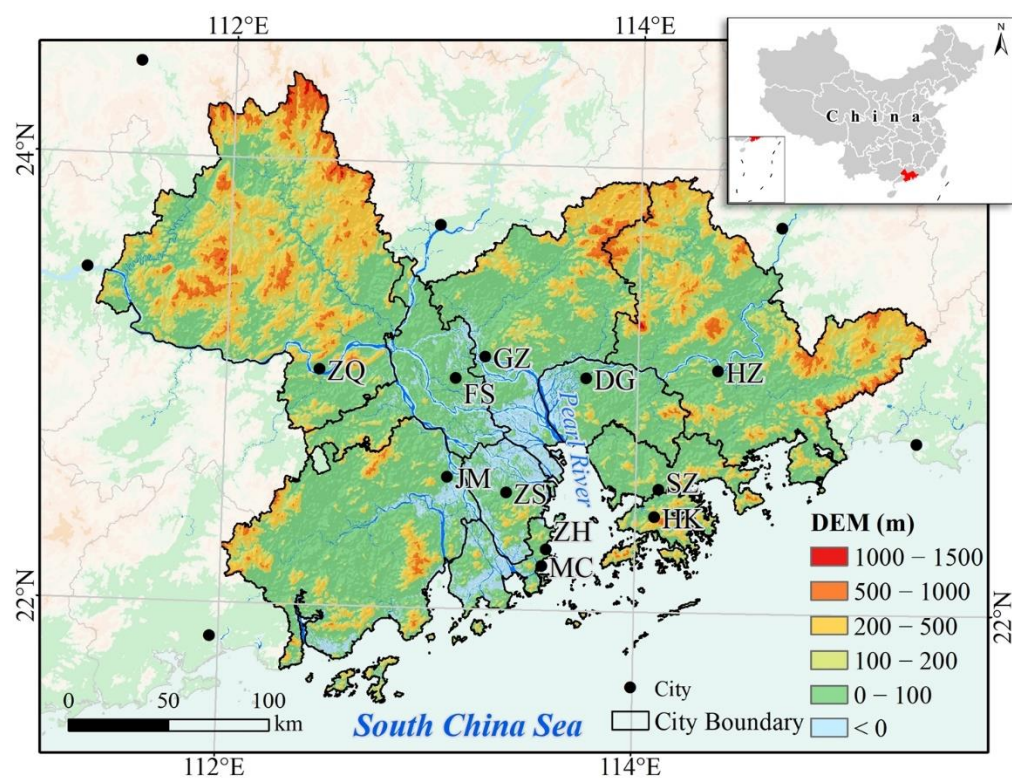 112°E
114°E
N
China
24°N
ZQ
GZ
FS
DG
HZ
Pearl River
JM
ZS
SZ
HK
ZH
MC
22°N
22°N
DEM (m)
1000 – 1500
500 – 1000
200 – 500
100 – 200
0 – 100
< 0
City
City Boundary
0 50 100
km
South China Sea
112°E
114°E